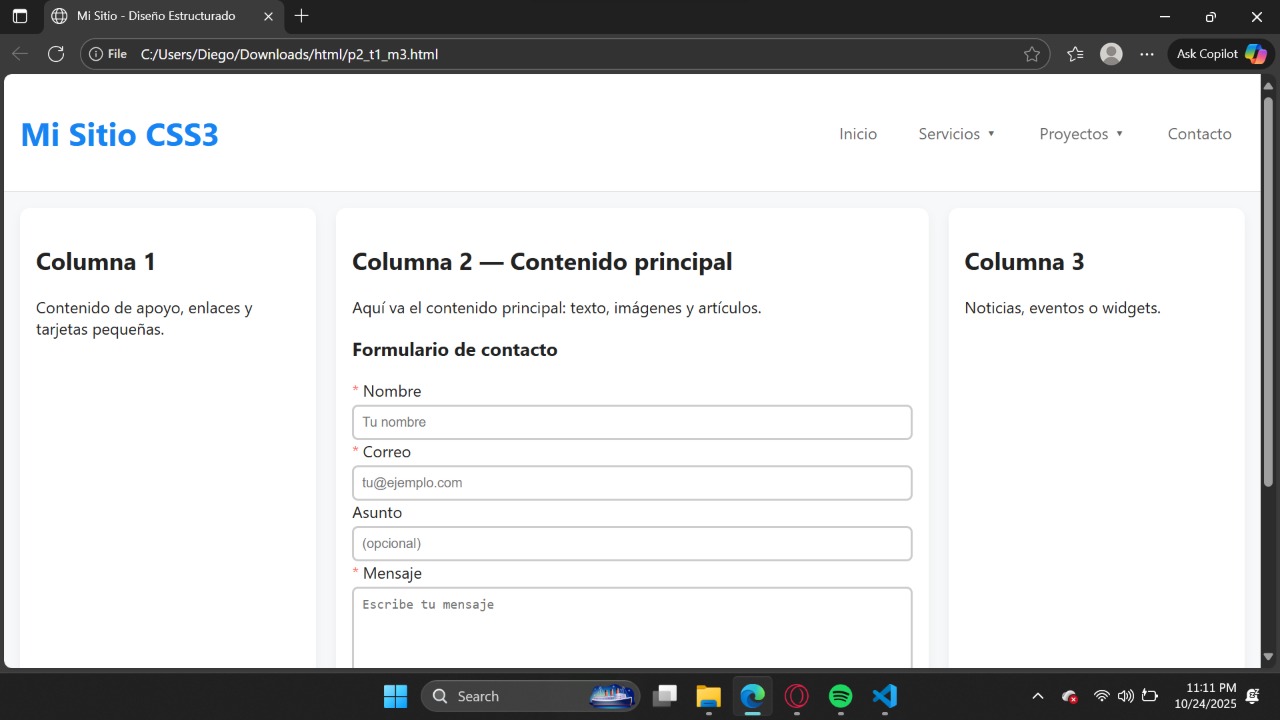 Mi Sitio - Diseño Estructurado
File C:/Users/Diego/Downloads/html/p2_t1_m3.html
Ask Copilot
Mi Sitio CSS3
Inicio Servicios ▼ Proyectos ▼ Contacto
Columna 1
Contenido de apoyo, enlaces y
tarjetas pequeñas.
Columna 2 — Contenido principal
Aquí va el contenido principal: texto, imágenes y artículos.
Formulario de contacto
* Nombre
Tu nombre
* Correo
tu@ejemplo.com
Asunto
(opcional)
* Mensaje
Escribe tu mensaje
Columna 3
Noticias, eventos o widgets.
Search
11:11 PM
10/24/2025